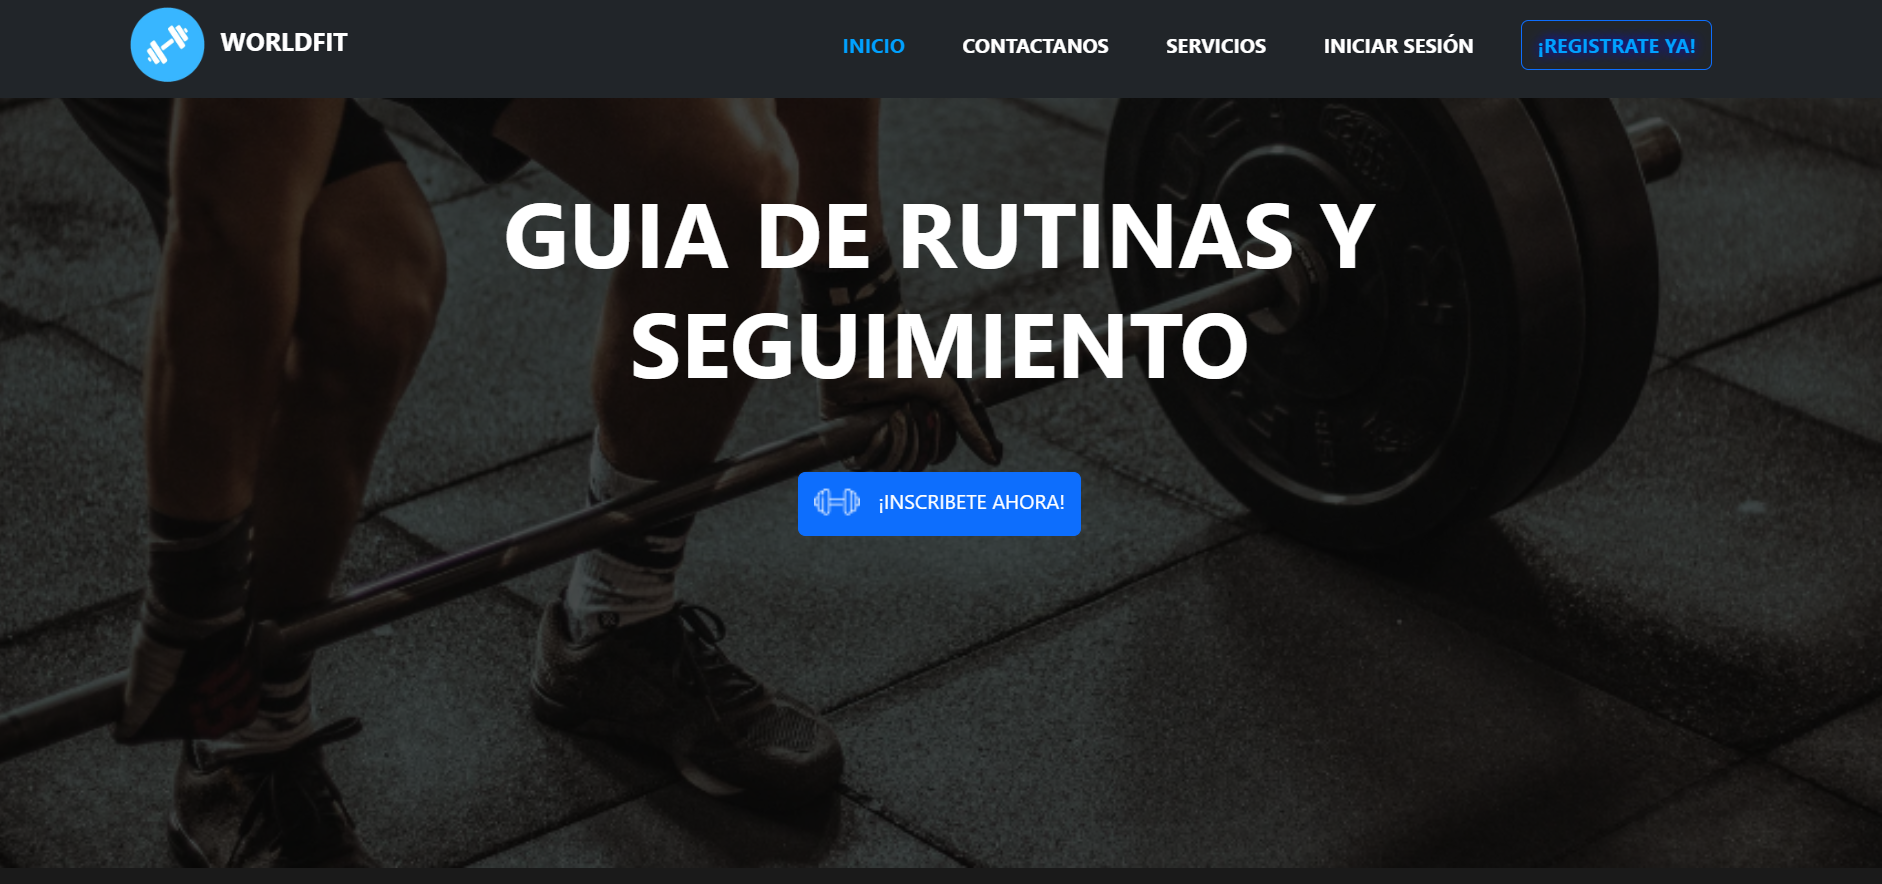 WORLDFIT
INICIO
CONTACTANOS
SERVICIOS
INICIAR SESIÓN
¡REGISTRATE YA!
GUIA DE RUTINAS Y
SEGUIMIENTO
¡INSCRIBETE AHORA!